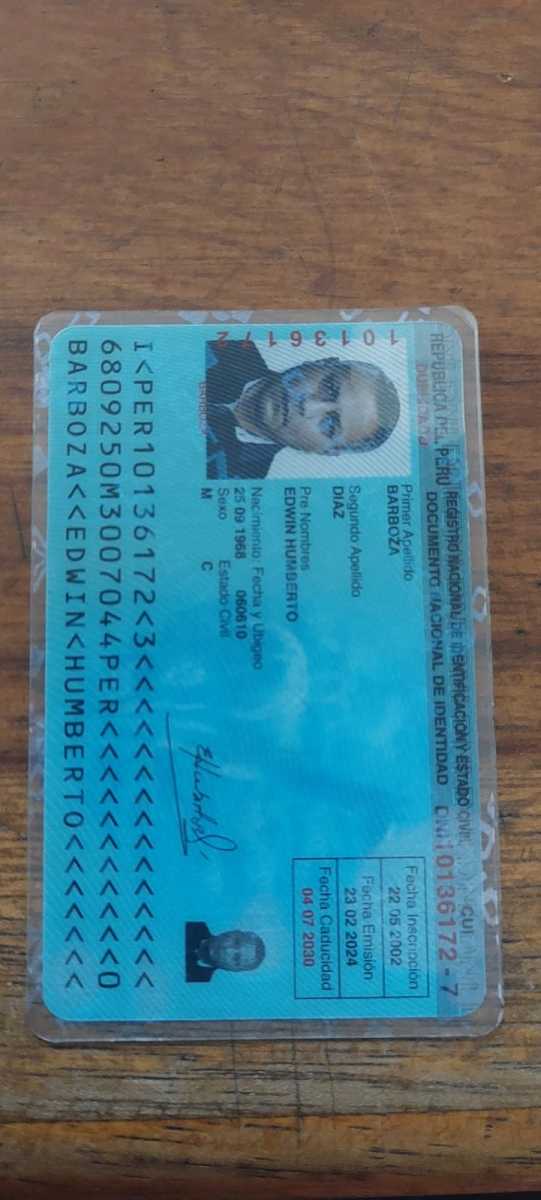 REPUBLICA DEL PERU REGISTRO NACIONAL DE IDENTIFICACION Y ESTADO CIVIL
DOCUMENTO NACIONAL DE IDENTIDAD DNI 10136172 - 7
CUI
10136172
Primer Apellido
BARBOZA
Segundo Apellido
DIAZ
Pre Nombres
EDWIN HUMBERTO
Nacimiento: Fecha y Ubigeo
25 09 1968 060610
Sexo Estado Civil
M C
Fecha Inscripción
22 05 2002
Fecha Emisión
23 02 2024
Fecha Caducidad
04 07 2030
I<PER10136172<3<<<<<<<<<<<<<<<
6809250M3007044PER<<<<<<<<<<<0
BARBOZA<<EDWIN<HUMBERTO<<<<<<<